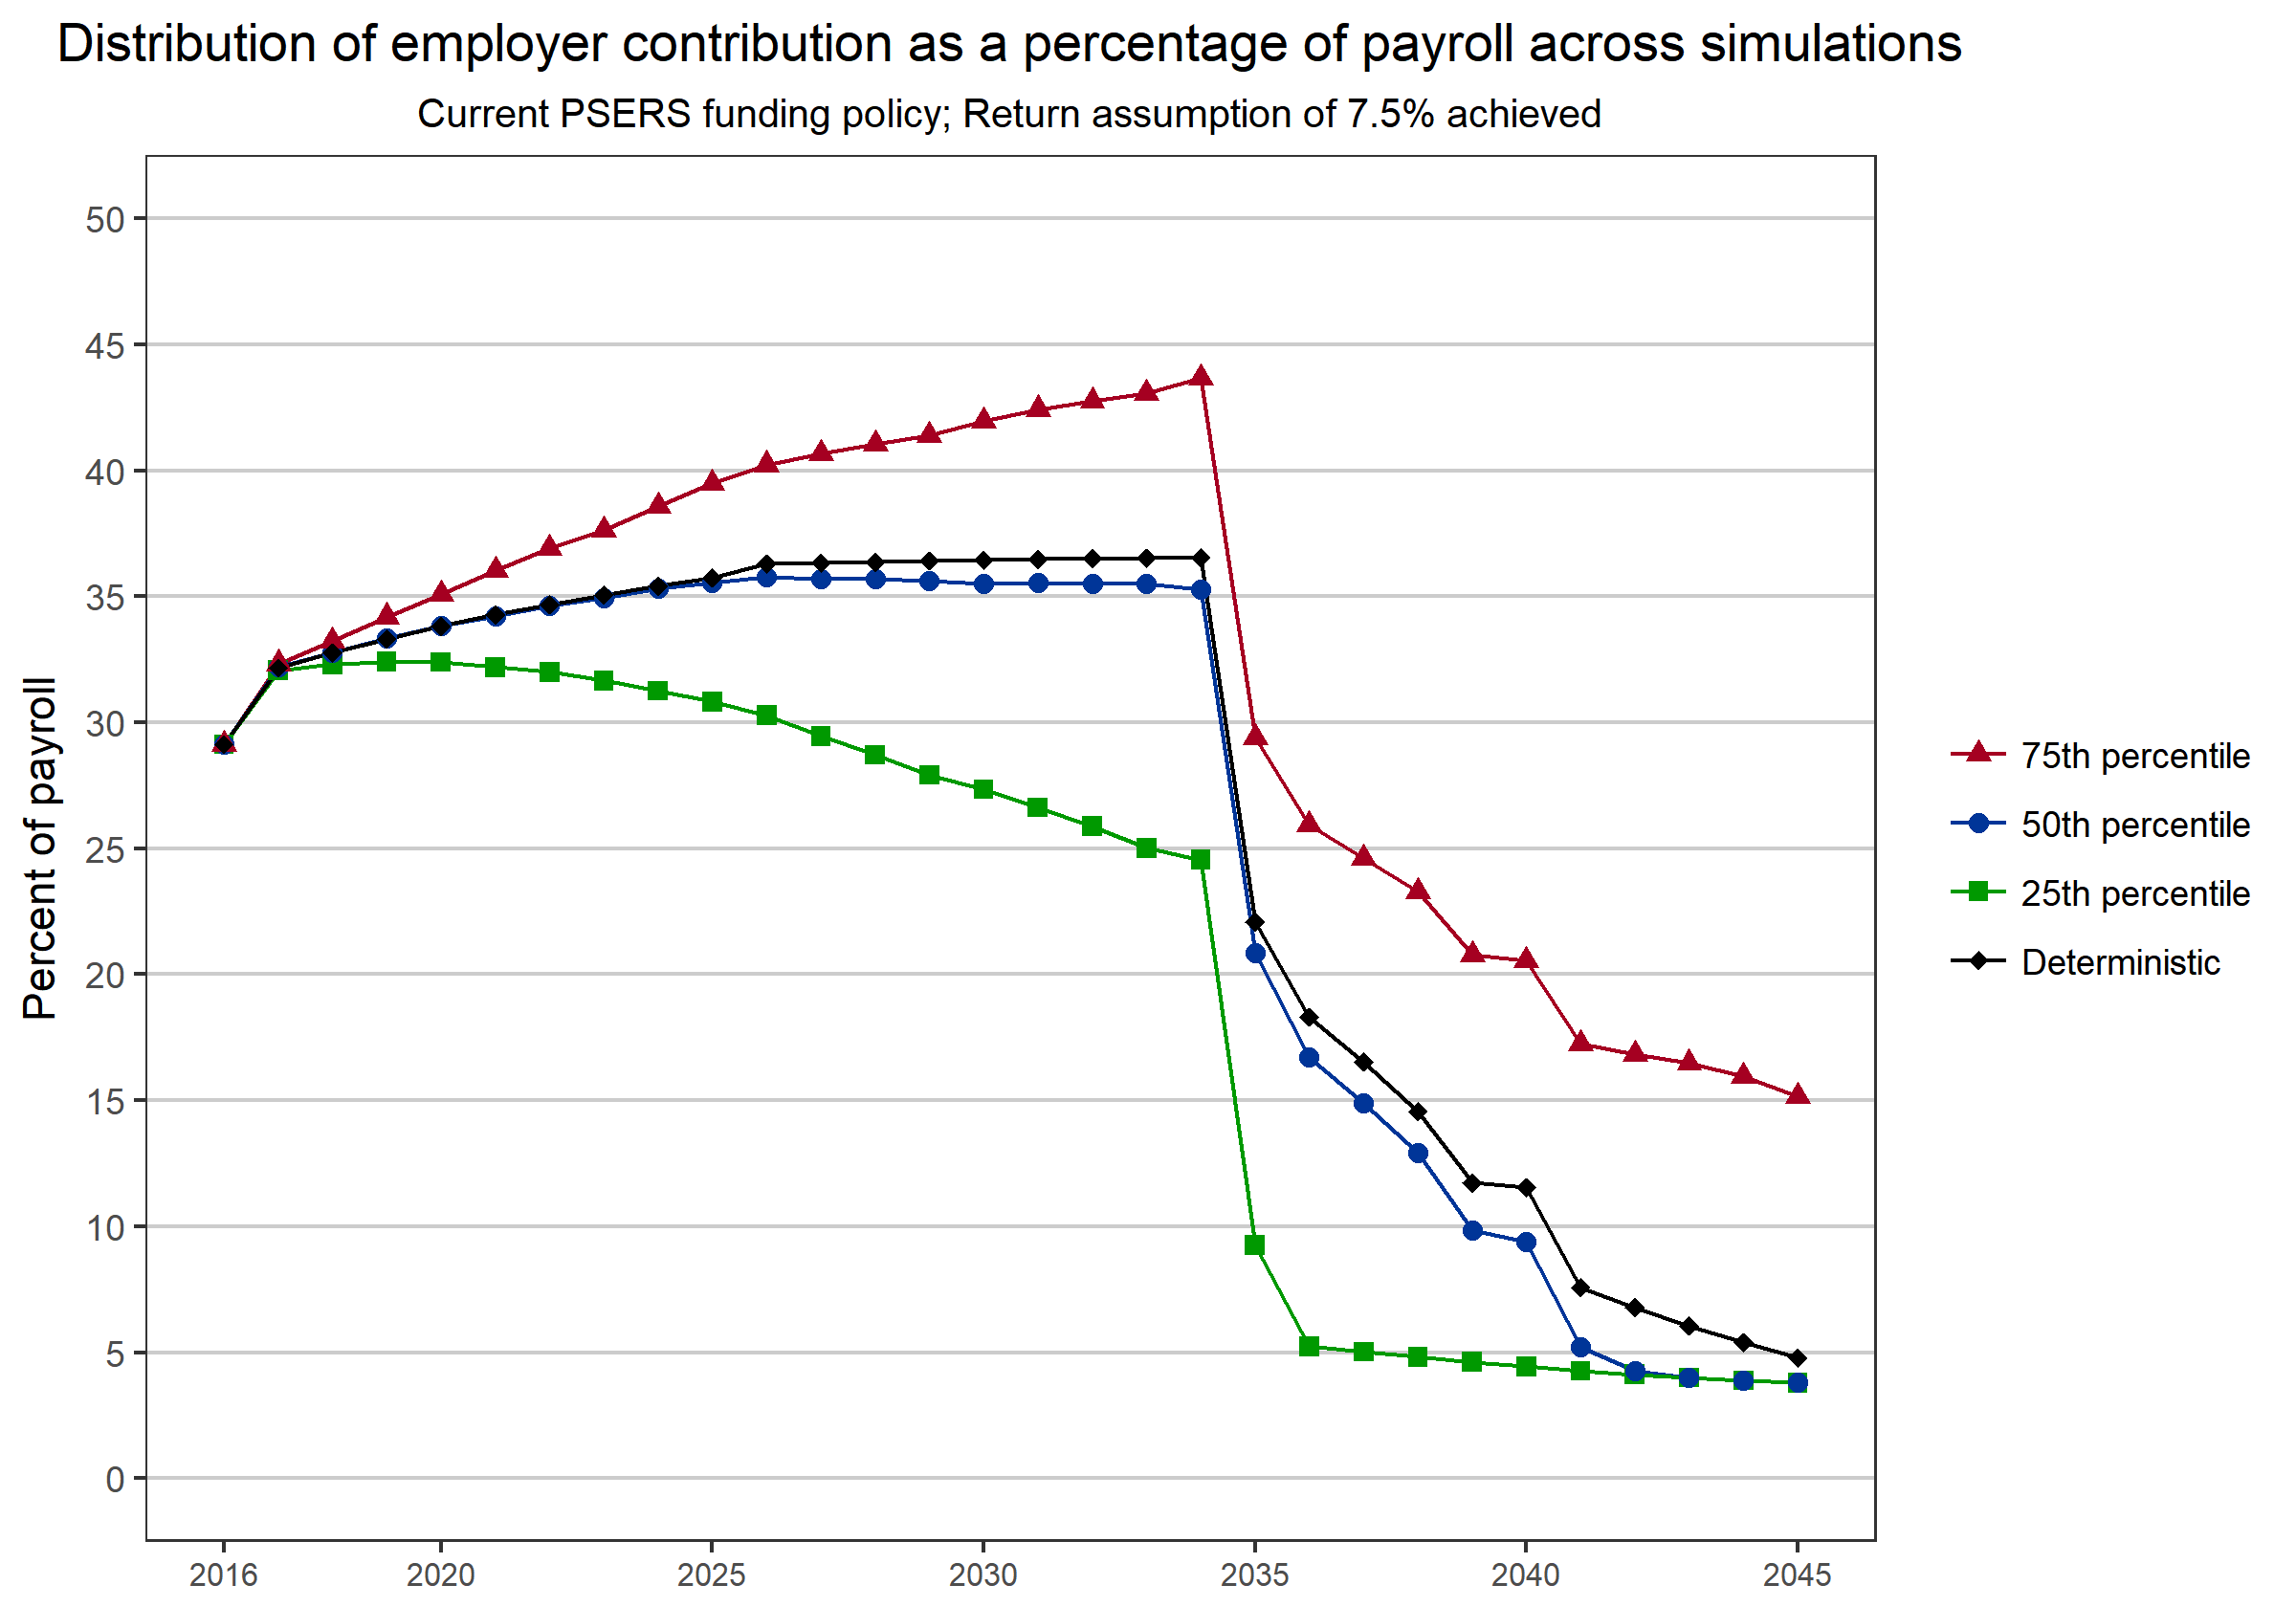 Distribution of employer contribution as a percentage of payroll across simulations
Current PSERS funding policy; Return assumption of 7.5% achieved
Percent of payroll
50
45
40
35
30
25
20
15
10
5
0
2016 2020 2025 2030 2035 2040 2045
75th percentile
50th percentile
25th percentile
Deterministic